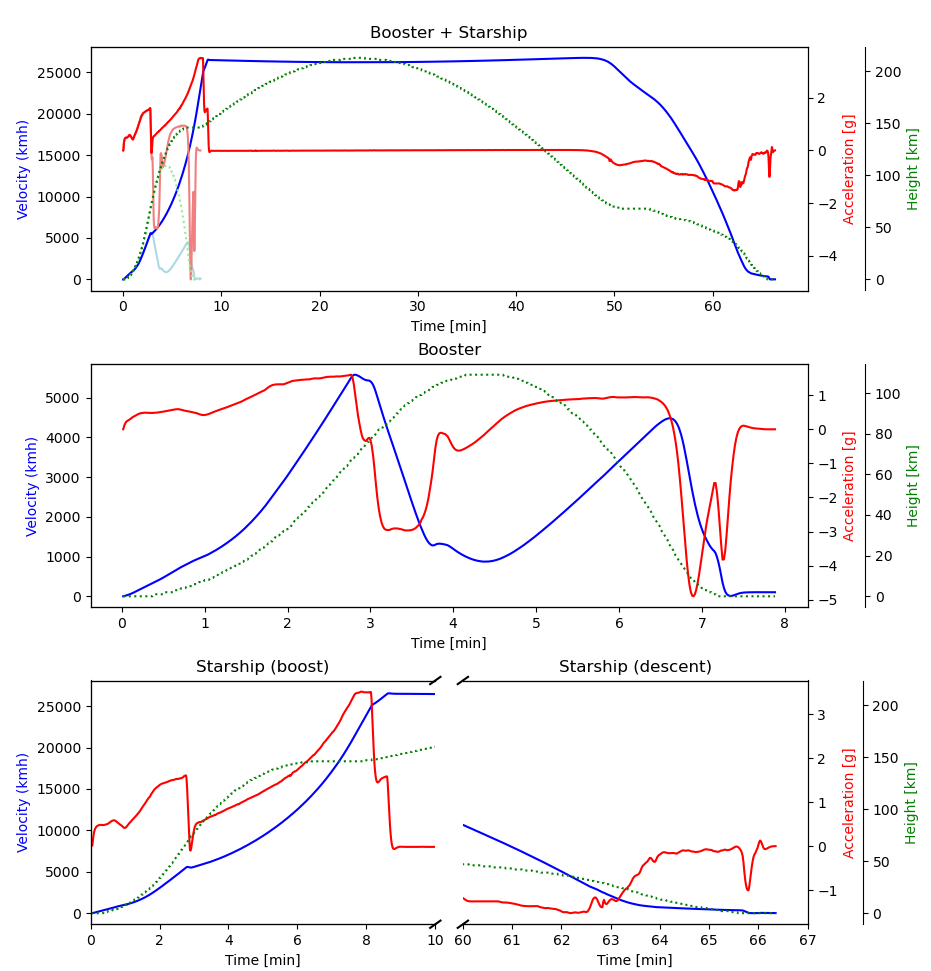 Booster + Starship
Velocity (kmh)
25000
20000
15000
10000
5000
0
0 10 20 30 40 50 60
Time [min]
2
0
−2
−4
Acceleration [g]
200
150
100
50
0
Height [km]
Booster
Velocity (kmh)
5000
4000
3000
2000
1000
0
0 1 2 3 4 5 6 7 8
Time [min]
1
0
−1
−2
−3
−4
−5
Acceleration [g]
100
80
60
40
20
0
Height [km]
Starship (boost)
Velocity (kmh)
25000
20000
15000
10000
5000
0
0 2 4 6 8 10
Time [min]
Starship (descent)
60 61 62 63 64 65 66 67
Time [min]
3
2
1
0
−1
Acceleration [g]
200
150
100
50
0
Height [km]